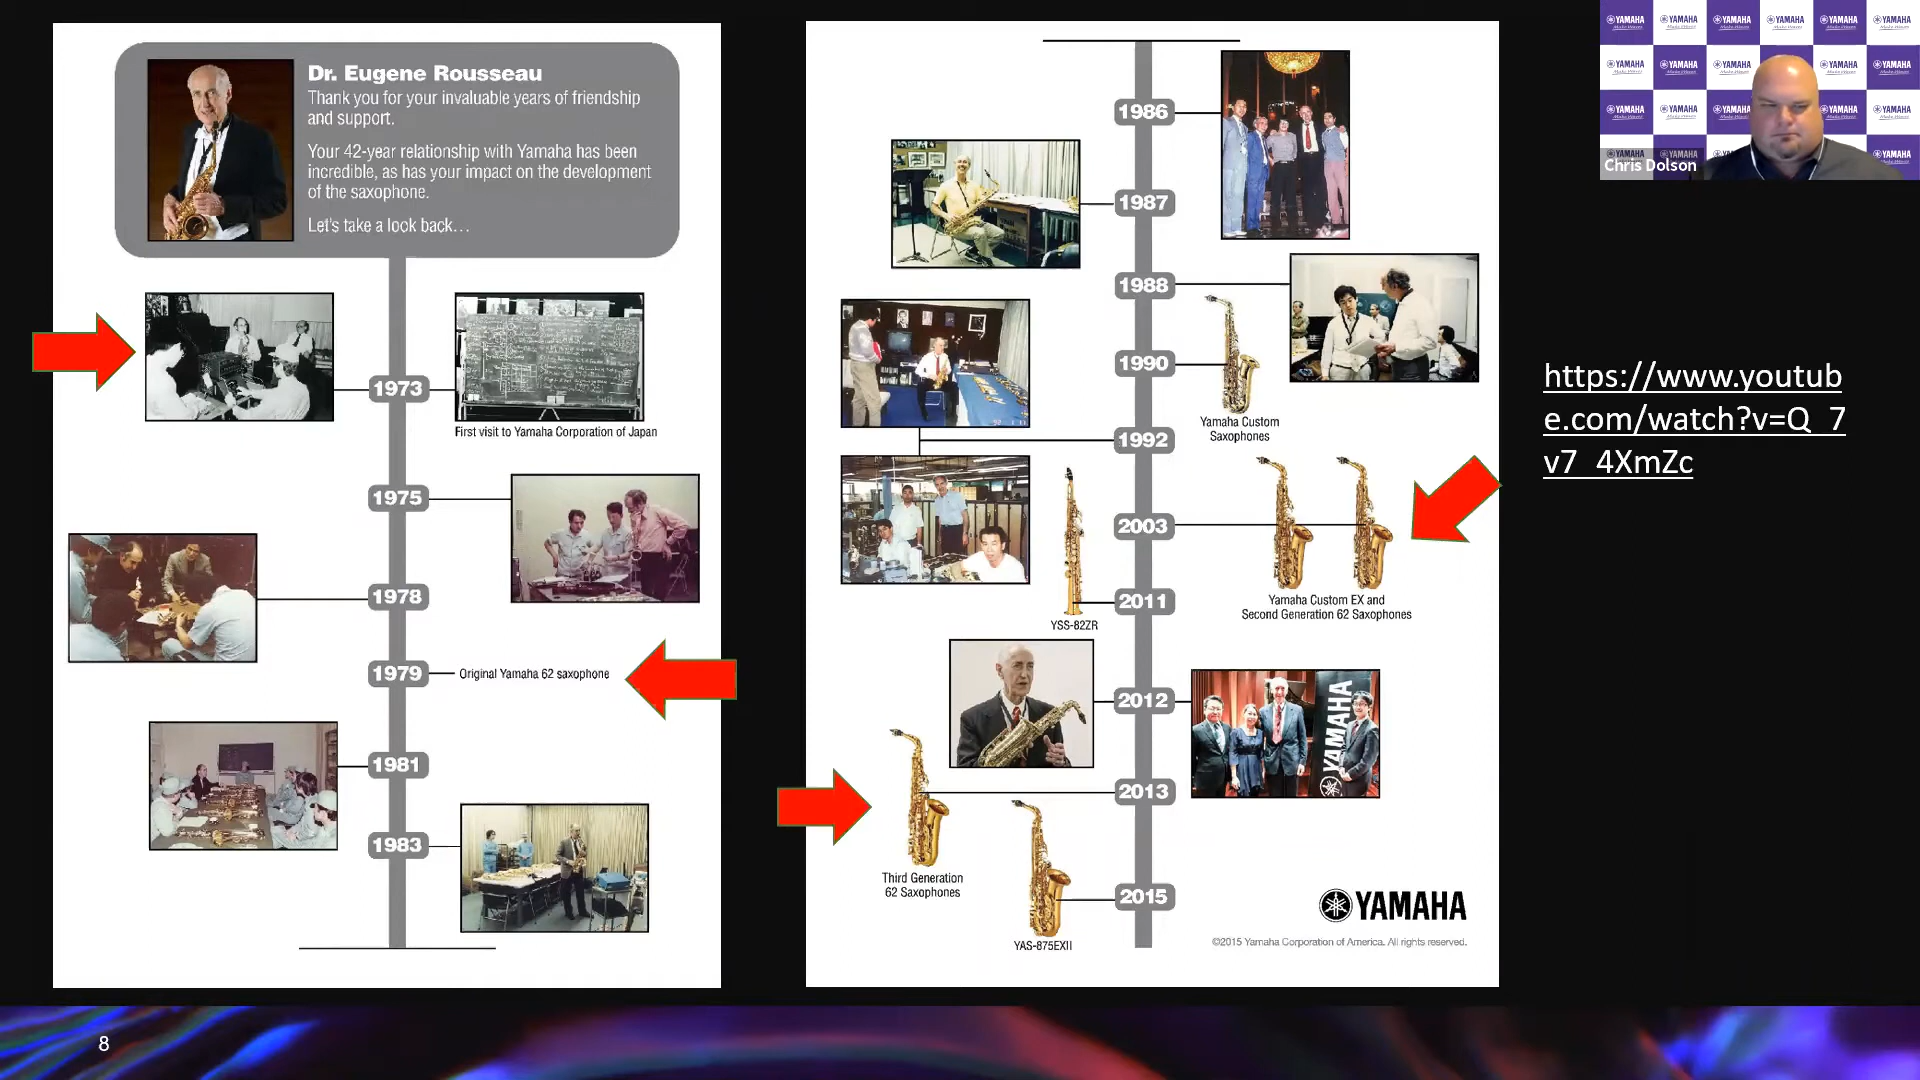 Dr. Eugene Rousseau
Thank you for your invaluable years of friendship
and support.
Your 42-year relationship with Yamaha has been
incredible, as has your impact on the development
of the saxophone.
Let's take a look back...
1973
First visit to Yamaha Corporation of Japan
1975
1978
1979
Original Yamaha 62 saxophone
1981
1983
1986
1987
1988
1990
Yamaha Custom
Saxophones
1992
2003
Yamaha Custom EX and
Second Generation 62 Saxophones
2011
YSS-82ZR
2012
YAMAHA
2013
Third Generation
62 Saxophones
2015
YAS-875EXII
YAMAHA
©2015 Yamaha Corporation of America. All rights reserved.
https://www.youtub
e.com/watch?v=Q_7
v7_4XmZc
YAMAHA
Make Waves
Chris Dolson
8